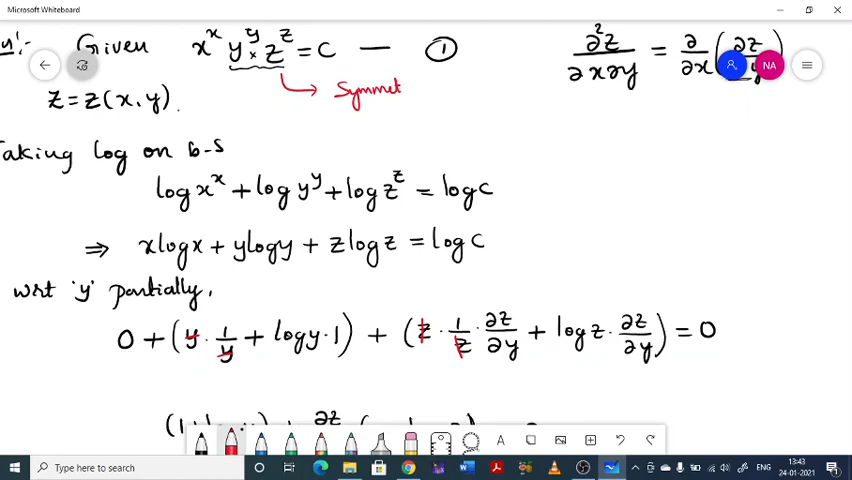 Microsoft Whiteboard
Given x^x y^y z^z = C — ①
∂²z/∂x∂y = ∂/∂x (∂z/∂y)
z = z(x, y).
Symmet
Taking log on b.s
log x^x + log y^y + log z^z = log C
⇒ x log x + y log y + z log z = log C
wrt 'y' partially,
0 + (y · 1/y + log y · 1) + (z · 1/z · ∂z/∂y + log z · ∂z/∂y) = 0
NA
Type here to search
ENG
13:43
24-01-2021